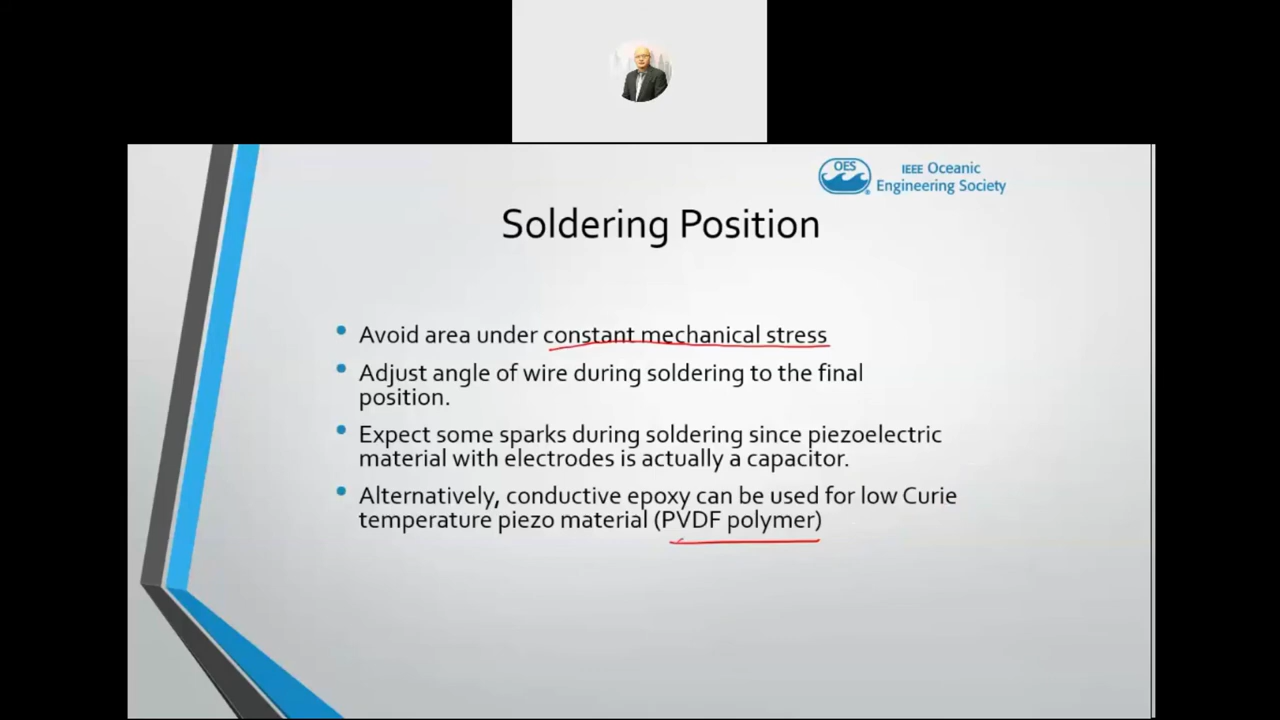 OES
IEEE Oceanic
Engineering Society
Soldering Position
• Avoid area under constant mechanical stress
• Adjust angle of wire during soldering to the final
position.
• Expect some sparks during soldering since piezoelectric
material with electrodes is actually a capacitor.
• Alternatively, conductive epoxy can be used for low Curie
temperature piezo material (PVDF polymer)